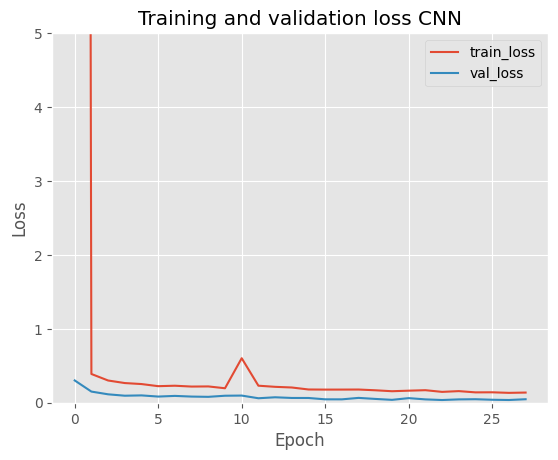 Training and validation loss CNN
train_loss
val_loss
5
4
3
2
1
0
Loss
0 5 10 15 20 25
Epoch